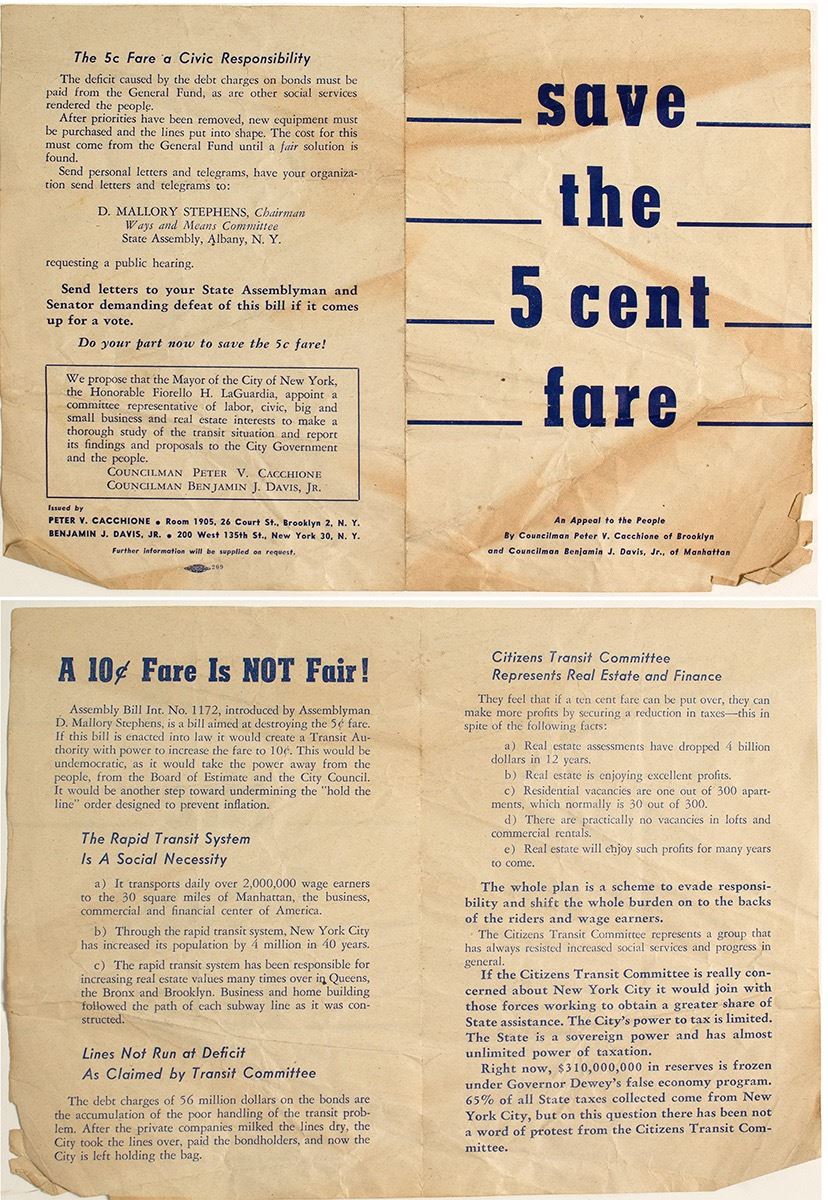 The 5c Fare a Civic Responsibility
The deficit caused by the debt charges on bonds must be
paid from the General Fund, as are other social services
rendered the people.
After priorities have been removed, new equipment must
be purchased and the lines put into shape. The cost for this
must come from the General Fund until a fair solution is
found.
Send personal letters and telegrams, have your organiza-
tion send letters and telegrams to:
D. MALLORY STEPHENS, Chairman
Ways and Means Committee
State Assembly, Albany, N. Y.
requesting a public hearing.
Send letters to your State Assemblyman and
Senator demanding defeat of this bill if it comes
up for a vote.
Do your part now to save the 5c fare!
We propose that the Mayor of the City of New York,
the Honorable Fiorello H. LaGuardia, appoint a
committee representative of labor, civic, big and
small business and real estate interests to make a
thorough study of the transit situation and report
its findings and proposals to the City Government
and the people.
COUNCILMAN PETER V. CACCHIONE
COUNCILMAN BENJAMIN J. DAVIS, JR.
Issued by
PETER V. CACCHIONE • Room 1905, 26 Court St., Brooklyn 2, N. Y.
BENJAMIN J. DAVIS, JR. • 200 West 135th St., New York 30, N. Y.
Further information will be supplied on request.
209
save
the
5 cent
fare
An Appeal to the People
By Councilman Peter V. Cacchione of Brooklyn
and Councilman Benjamin J. Davis, Jr., of Manhattan
A 10¢ Fare Is NOT Fair!
Assembly Bill Int. No. 1172, introduced by Assemblyman
D. Mallory Stephens, is a bill aimed at destroying the 5¢ fare.
If this bill is enacted into law it would create a Transit Au-
thority with power to increase the fare to 10¢. This would be
undemocratic, as it would take the power away from the
people, from the Board of Estimate and the City Council.
It would be another step toward undermining the "hold the
line" order designed to prevent inflation.
The Rapid Transit System
Is A Social Necessity
a) It transports daily over 2,000,000 wage earners
to the 30 square miles of Manhattan, the business,
commercial and financial center of America.
b) Through the rapid transit system, New York City
has increased its population by 4 million in 40 years.
c) The rapid transit system has been responsible for
increasing real estate values many times over in Queens,
the Bronx and Brooklyn. Business and home building
followed the path of each subway line as it was con-
structed.
Lines Not Run at Deficit
As Claimed by Transit Committee
The debt charges of 56 million dollars on the bonds are
the accumulation of the poor handling of the transit prob-
lem. After the private companies milked the lines dry, the
City took the lines over, paid the bondholders, and now the
City is left holding the bag.
Citizens Transit Committee
Represents Real Estate and Finance
They feel that if a ten cent fare can be put over, they can
make more profits by securing a reduction in taxes—this in
spite of the following facts:
a) Real estate assessments have dropped 4 billion
dollars in 12 years.
b) Real estate is enjoying excellent profits.
c) Residential vacancies are one out of 300 apart-
ments, which normally is 30 out of 300.
d) There are practically no vacancies in lofts and
commercial rentals.
e) Real estate will enjoy such profits for many years
to come.
The whole plan is a scheme to evade responsi-
bility and shift the whole burden on to the backs
of the riders and wage earners.
The Citizens Transit Committee represents a group that
has always resisted increased social services and progress in
general.
If the Citizens Transit Committee is really con-
cerned about New York City it would join with
those forces working to obtain a greater share of
State assistance. The City's power to tax is limited.
The State is a sovereign power and has almost
unlimited power of taxation.
Right now, $310,000,000 in reserves is frozen
under Governor Dewey's false economy program.
65% of all State taxes collected come from New
York City, but on this question there has been not
a word of protest from the Citizens Transit Com-
mittee.